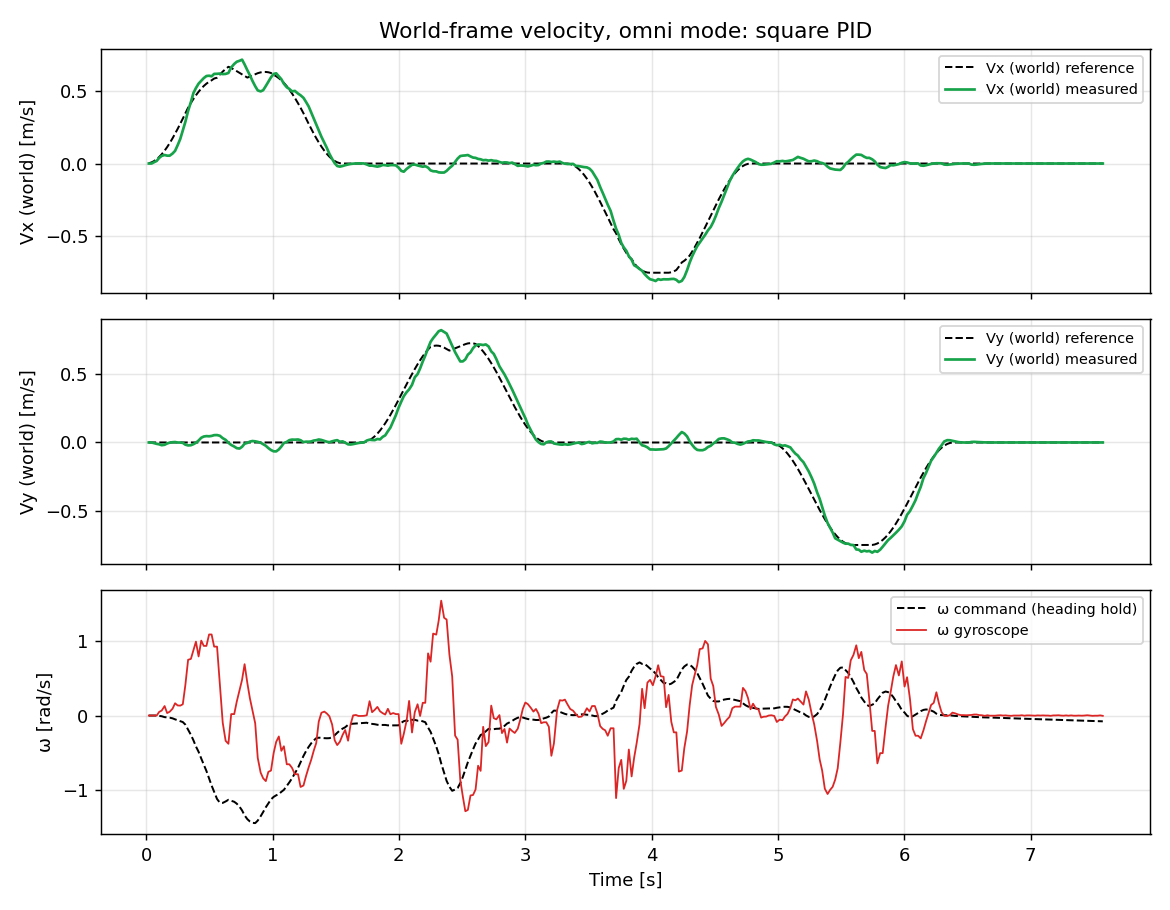 World-frame velocity, omni mode: square PID
Vx (world) [m/s]
0.5
0.0
−0.5
Vx (world) reference
Vx (world) measured
Vy (world) [m/s]
0.5
0.0
−0.5
Vy (world) reference
Vy (world) measured
ω [rad/s]
1
0
−1
ω command (heading hold)
ω gyroscope
0 1 2 3 4 5 6 7
Time [s]